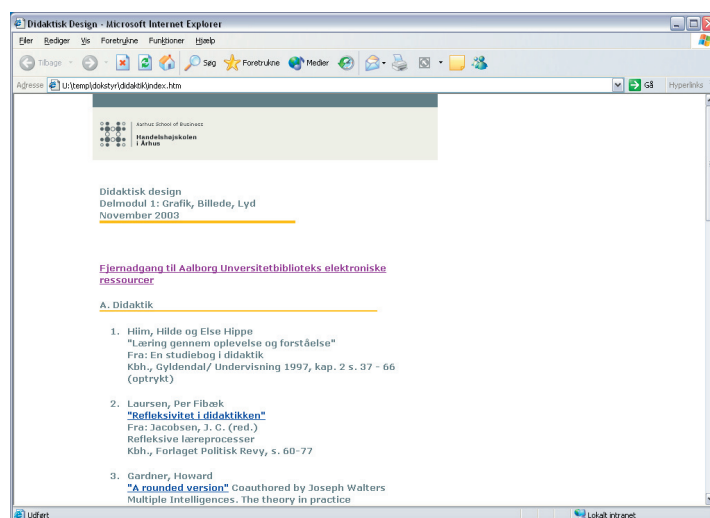 Didaktisk Design - Microsoft Internet Explorer
Filer Rediger Vis Foretrukne Funktioner Hjælp
Tilbage Søg Foretrukne Medier
Adresse U:\temp\dokstyr\didaktik\index.htm Gå Hyperlinks
Aarhus School of Business
Handelshøjskolen
i Århus
Didaktisk design
Delmodul 1: Grafik, Billede, Lyd
November 2003
Fjernadgang til Aalborg Unversitetbiblioteks elektroniske
ressourcer
A. Didaktik
1. Hiim, Hilde og Else Hippe
"Læring gennem oplevelse og forståelse"
Fra: En studiebog i didaktik
Kbh., Gyldendal/ Undervisning 1997, kap. 2 s. 37 - 66
(optrykt)
2. Laursen, Per Fibæk
"Refleksivitet i didaktikken"
Fra: Jacobsen, J. C. (red.)
Refleksive læreprocesser
Kbh., Forlaget Politisk Revy, s. 60-77
3. Gardner, Howard
"A rounded version" Coauthored by Joseph Walters
Multiple Intelligences. The theory in practice
Udført Lokalt intranet